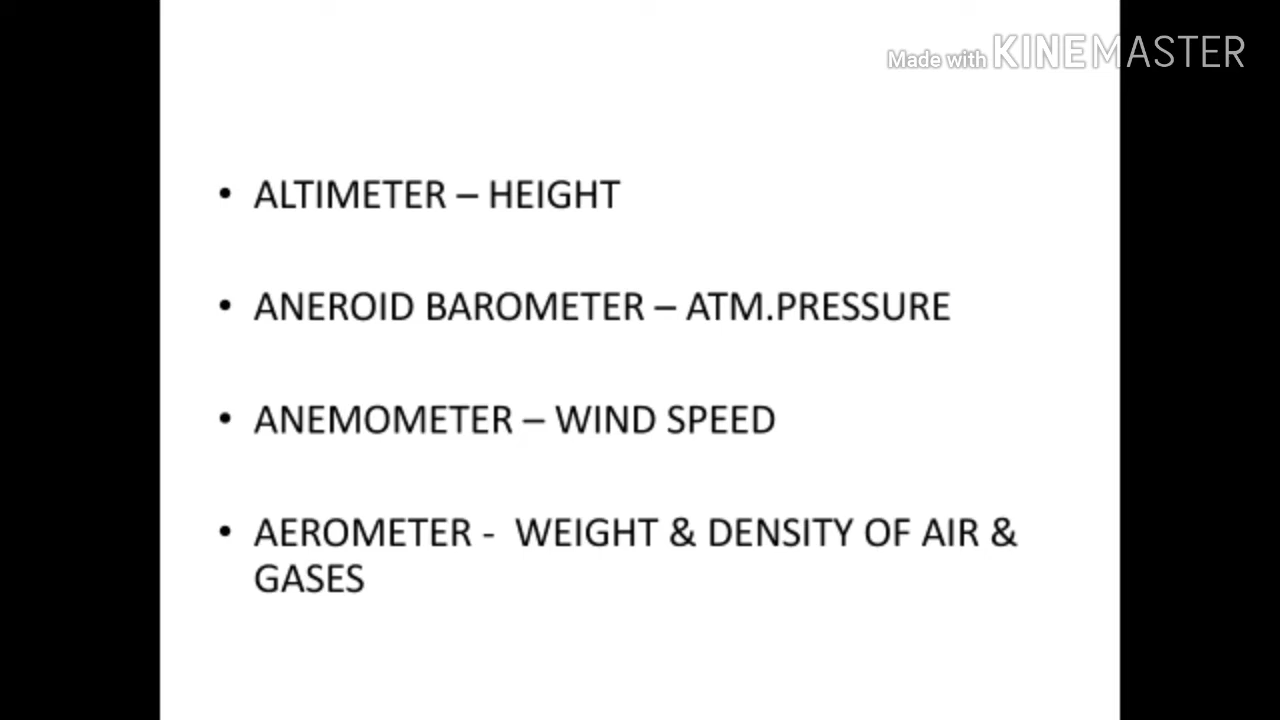 Made with KINEMASTER
• ALTIMETER – HEIGHT
• ANEROID BAROMETER – ATM.PRESSURE
• ANEMOMETER – WIND SPEED
• AEROMETER - WEIGHT & DENSITY OF AIR &
GASES